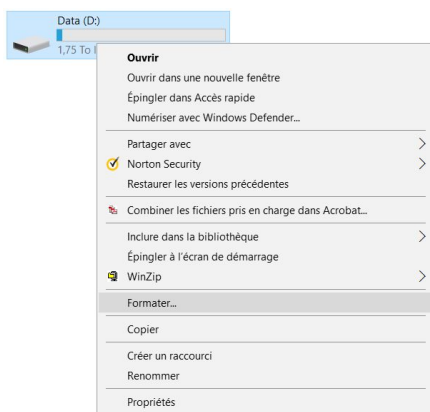 Data (D:)
1,75 To
Ouvrir
Ouvrir dans une nouvelle fenêtre
Épingler dans Accès rapide
Numériser avec Windows Defender...
Partager avec
Norton Security
Restaurer les versions précédentes
Combiner les fichiers pris en charge dans Acrobat...
Inclure dans la bibliothèque
Épingler à l'écran de démarrage
WinZip
Formater...
Copier
Créer un raccourci
Renommer
Propriétés